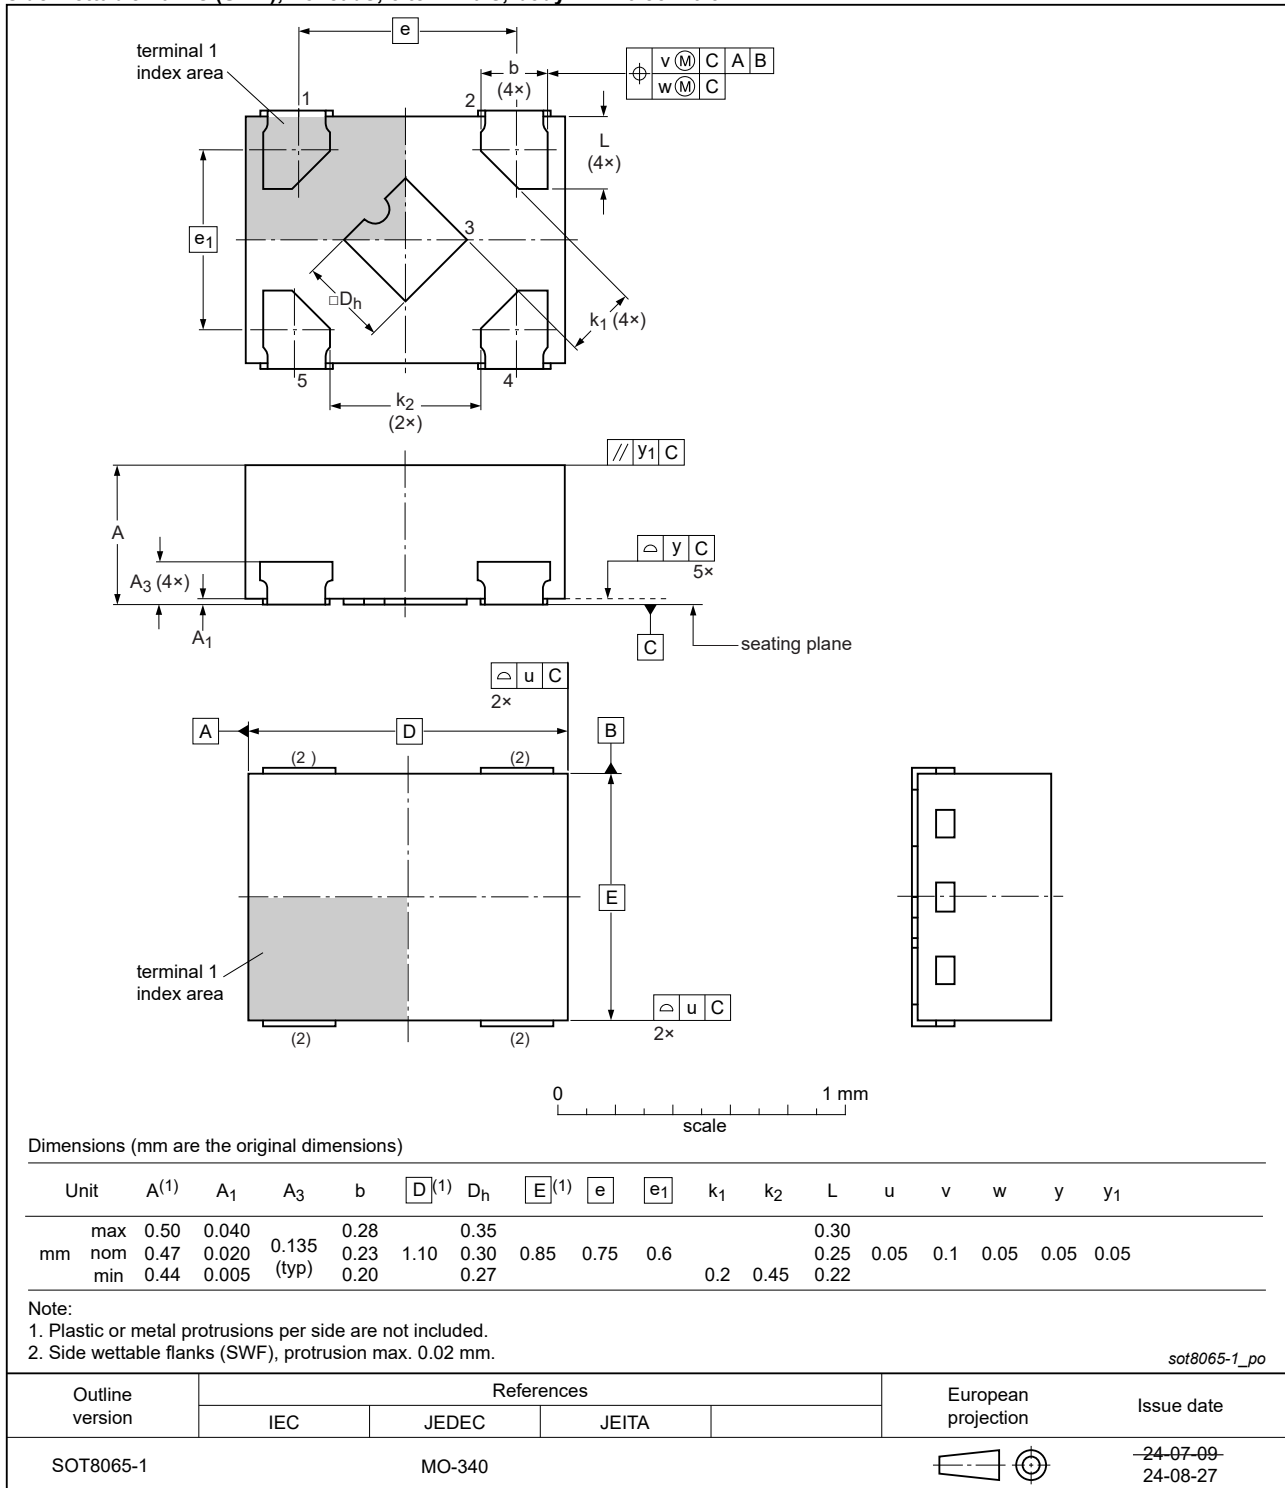 e
terminal 1
index area
b
(4×)
v Ⓜ C A B
w Ⓜ C
1
2
L
(4×)
e1
3
□Dh
k1 (4×)
5
4
k2
(2×)
// y1 C
A
y C
5×
A3 (4×)
A1
C
seating plane
u C
2×
A
D
B
(2 )
(2)
E
terminal 1
index area
u C
2×
(2)
(2)
0 1 mm
scale
Dimensions (mm are the original dimensions)
Unit A(1) A1 A3 b D(1) Dh E(1) e e1 k1 k2 L u v w y y1
max 0.50 0.040 0.28 0.35 0.30
mm nom 0.47 0.020 0.135 (typ) 0.23 1.10 0.30 0.85 0.75 0.6 0.25 0.05 0.1 0.05 0.05 0.05
min 0.44 0.005 0.20 0.27 0.2 0.45 0.22
Note:
1. Plastic or metal protrusions per side are not included.
2. Side wettable flanks (SWF), protrusion max. 0.02 mm.
sot8065-1_po
Outline
version
References
IEC JEDEC JEITA
European
projection
Issue date
SOT8065-1 MO-340
24-07-09
24-08-27